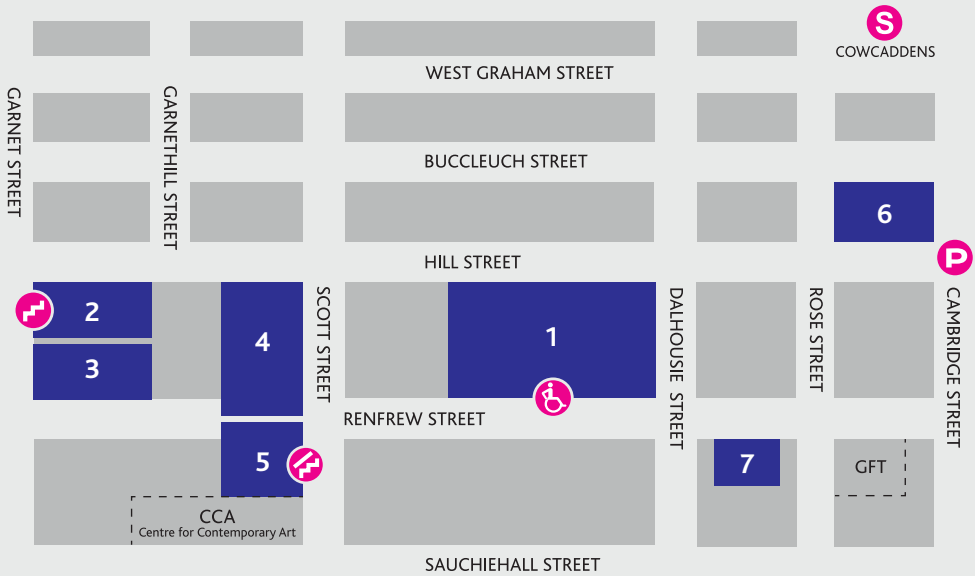 S
COWCADDENS
WEST GRAHAM STREET
GARNET STREET
GARNETHILL STREET
BUCCLEUCH STREET
6
HILL STREET
P
2
3
4
SCOTT STREET
1
DALHOUSIE STREET
ROSE STREET
CAMBRIDGE STREET
RENFREW STREET
5
7
GFT
CCA
Centre for Contemporary Art
SAUCHIEHALL STREET